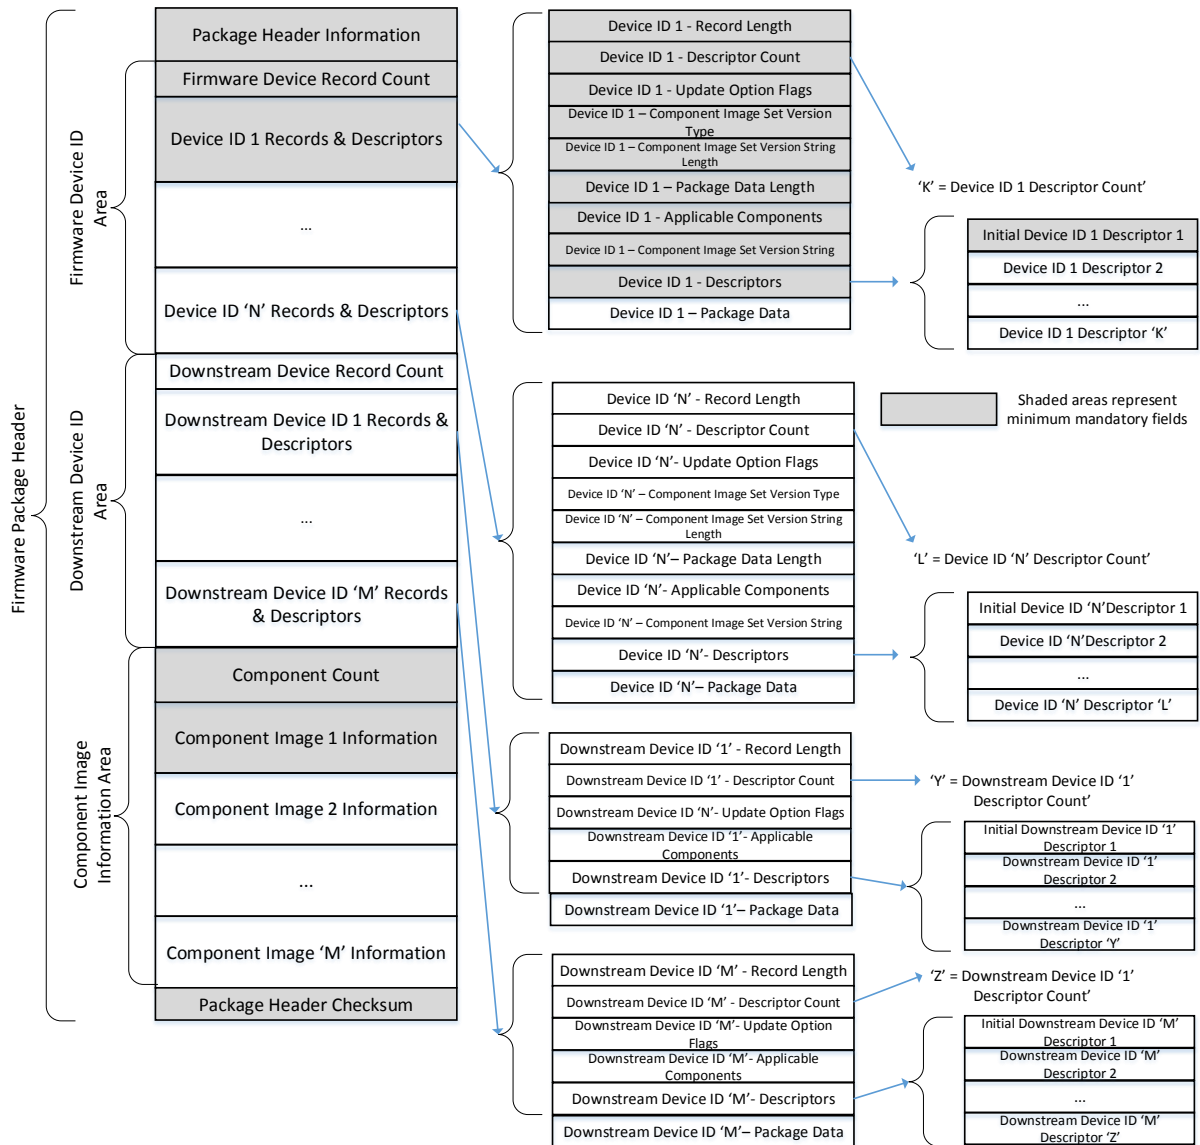 Package Header Information
Firmware Device Record Count
Device ID 1 Records & Descriptors
...
Device ID ‘N’ Records & Descriptors
Downstream Device Record Count
Downstream Device ID 1 Records &
Descriptors
...
Downstream Device ID ‘M’ Records
& Descriptors
Component Count
Component Image 1 Information
Component Image 2 Information
...
Component Image ‘M’ Information
Package Header Checksum
Firmware Package Header
Firmware Device ID
Area
Downstream Device ID
Area
Component Image
Information Area
Device ID 1 - Record Length
Device ID 1 - Descriptor Count
Device ID 1 - Update Option Flags
Device ID 1 – Component Image Set Version
Type
Device ID 1 – Component Image Set Version String
Length
Device ID 1 – Package Data Length
Device ID 1 - Applicable Components
Device ID 1 – Component Image Set Version String
Device ID 1 - Descriptors
Device ID 1 – Package Data
‘K’ = Device ID 1 Descriptor Count’
Initial Device ID 1 Descriptor 1
Device ID 1 Descriptor 2
...
Device ID 1 Descriptor ‘K’
Shaded areas represent
minimum mandatory fields
Device ID ‘N’ - Record Length
Device ID ‘N’ - Descriptor Count
Device ID ‘N’- Update Option Flags
Device ID ‘N’ – Component Image Set Version Type
Device ID ‘N’ – Component Image Set Version String
Length
Device ID ‘N’– Package Data Length
Device ID ‘N’- Applicable Components
Device ID ‘N’ – Component Image Set Version String
Device ID ‘N’- Descriptors
Device ID ‘N’– Package Data
‘L’ = Device ID ‘N’ Descriptor Count’
Initial Device ID ‘N’Descriptor 1
Device ID ‘N’Descriptor 2
...
Device ID ‘N’ Descriptor ‘L’
Downstream Device ID ‘1’ - Record Length
Downstream Device ID ‘1’ - Descriptor Count
Downstream Device ID ‘N’- Update Option Flags
Downstream Device ID ‘1’- Applicable
Components
Downstream Device ID ‘1’- Descriptors
Downstream Device ID ‘1’– Package Data
‘Y’ = Downstream Device ID ‘1’
Descriptor Count’
Initial Downstream Device ID ‘1’
Descriptor 1
Downstream Device ID ‘1’
Descriptor 2
...
Downstream Device ID ‘1’
Descriptor ‘Y’
Downstream Device ID ‘M’ - Record Length
Downstream Device ID ‘M’ - Descriptor Count
Downstream Device ID ‘M’- Update Option
Flags
Downstream Device ID ‘M’- Applicable
Components
Downstream Device ID ‘M’- Descriptors
Downstream Device ID ‘M’– Package Data
‘Z’ = Downstream Device ID ‘1’
Descriptor Count’
Initial Downstream Device ID ‘M’
Descriptor 1
Downstream Device ID ‘M’
Descriptor 2
...
Downstream Device ID ‘M’
Descriptor ‘Z’